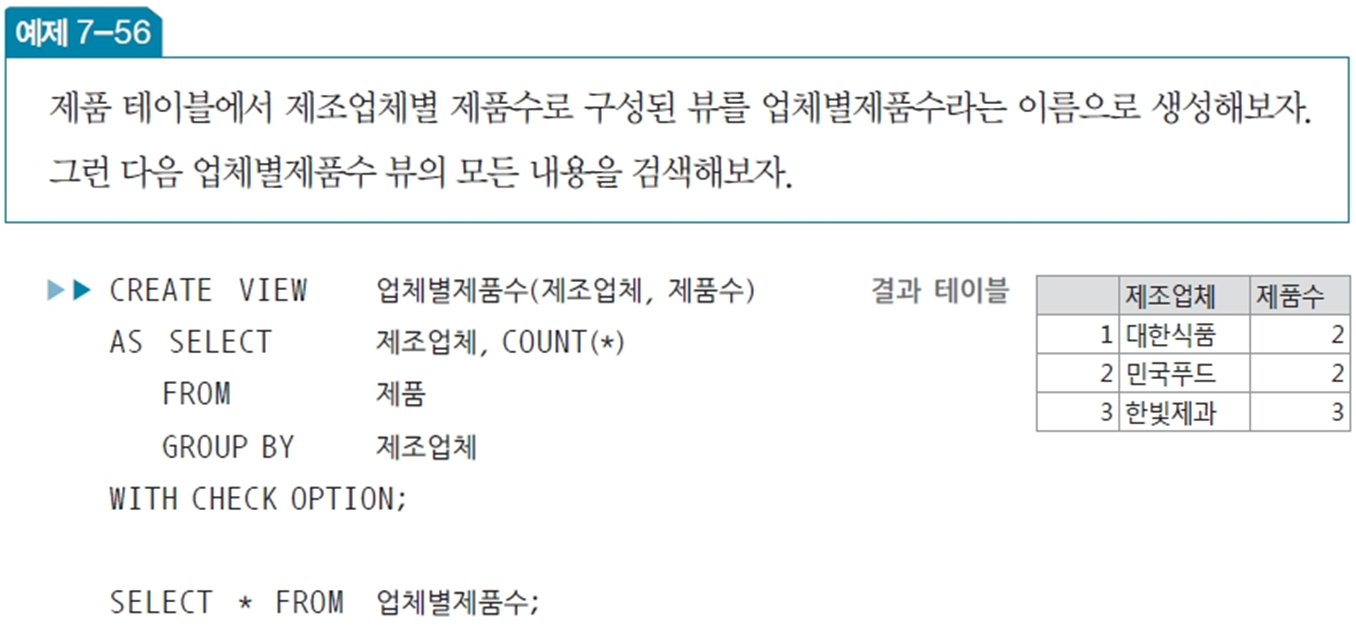 예제 7-56
제품 테이블에서 제조업체별 제품수로 구성된 뷰를 업체별제품수라는 이름으로 생성해보자.
그런 다음 업체별제품수 뷰의 모든 내용을 검색해보자.
▶▶ CREATE VIEW 업체별제품수(제조업체, 제품수)
AS SELECT 제조업체, COUNT(*)
FROM 제품
GROUP BY 제조업체
WITH CHECK OPTION;
SELECT * FROM 업체별제품수;
결과 테이블
제조업체 제품수
1 대한식품 2
2 민국푸드 2
3 한빛제과 3